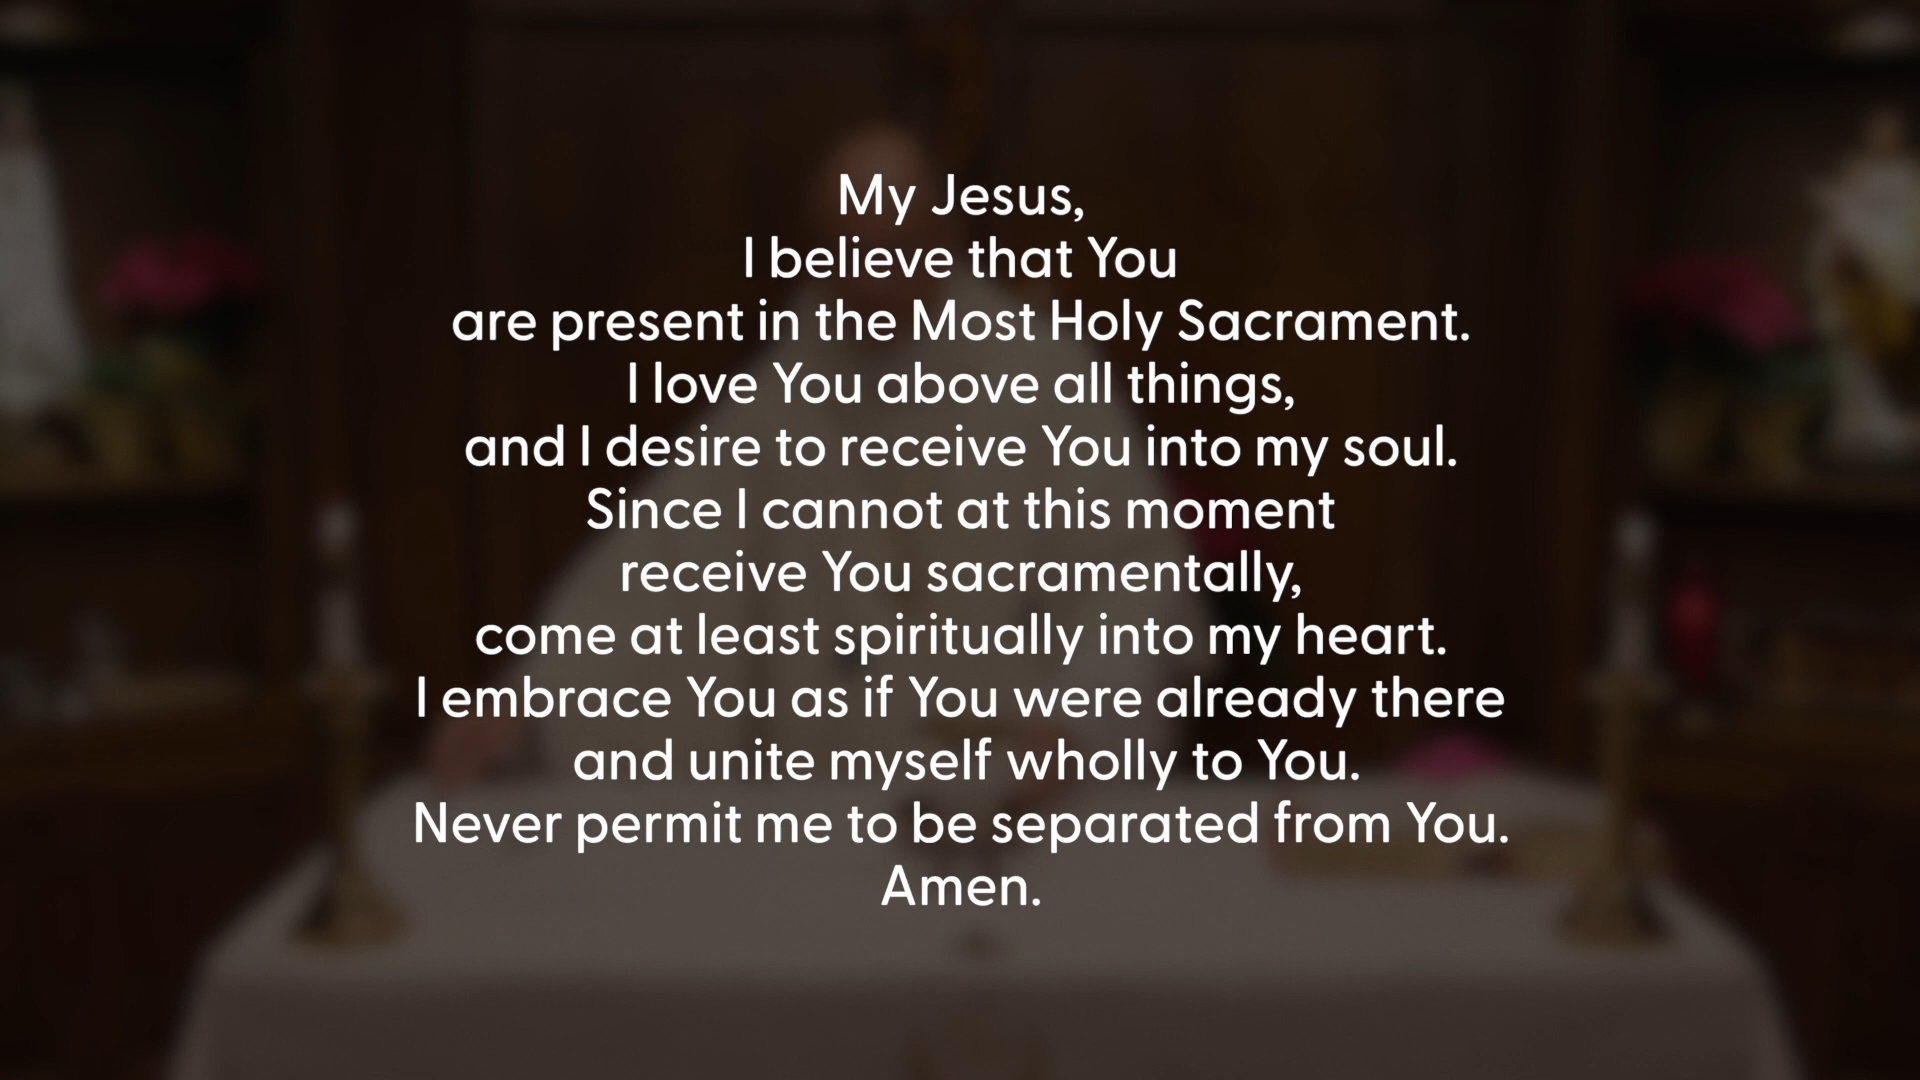 My Jesus,
I believe that You
are present in the Most Holy Sacrament.
I love You above all things,
and I desire to receive You into my soul.
Since I cannot at this moment
receive You sacramentally,
come at least spiritually into my heart.
I embrace You as if You were already there
and unite myself wholly to You.
Never permit me to be separated from You.
Amen.